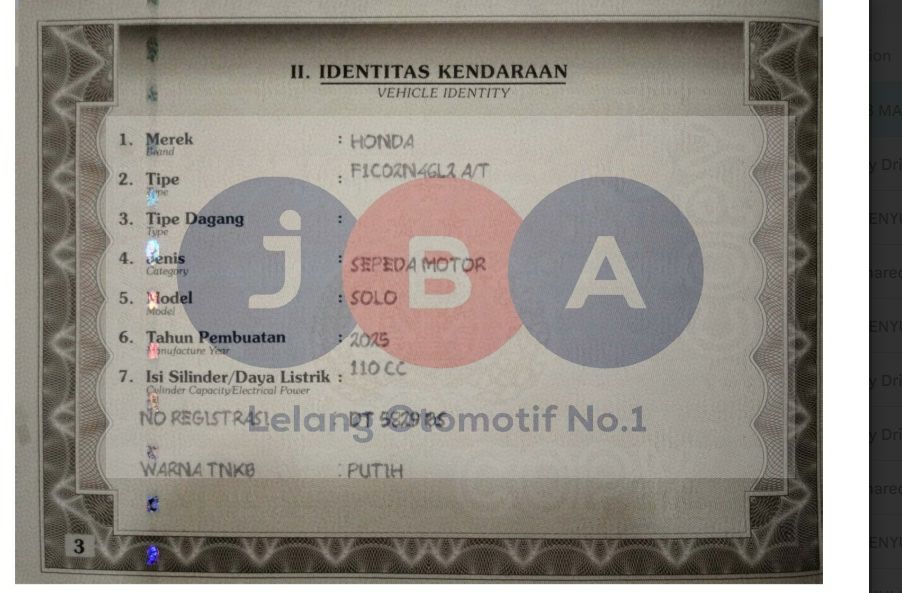 II. IDENTITAS KENDARAAN
VEHICLE IDENTITY
1. Merek : HONDA
Brand
2. Tipe : F1C02N46L2 A/T
Type
3. Tipe Dagang :
Type
4. Jenis : SEPEDA MOTOR
Category
5. Model : SOLO
Model
6. Tahun Pembuatan : 2025
Manufacture Year
7. Isi Silinder/Daya Listrik : 110 CC
Cylinder Capacity/Electrical Power
NO REGISTRASI DT
WARNA TNKB : PUTIH
3
jBA
Lelang Otomotif No.1